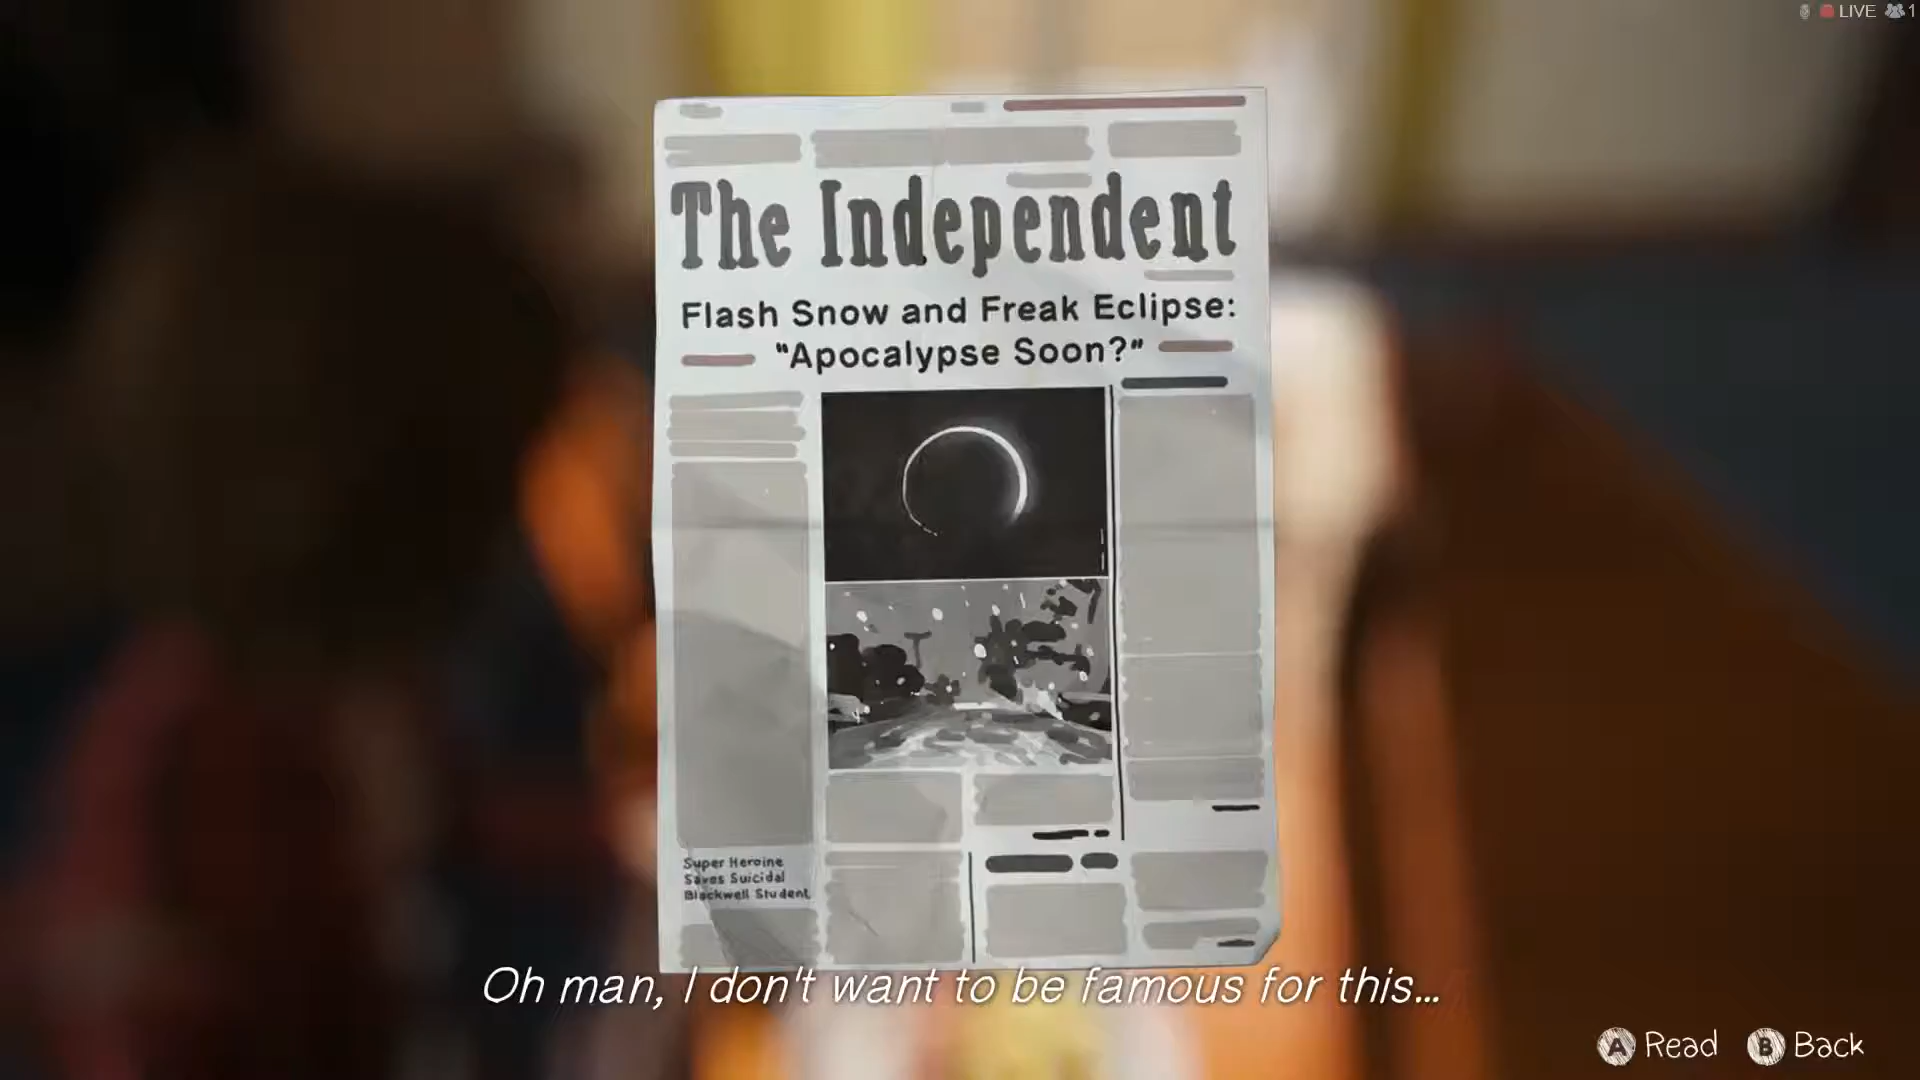 LIVE 1
The Independent
Flash Snow and Freak Eclipse:
"Apocalypse Soon?"
Super Heroine
Saves Suicidal
Blackwell Student
Oh man, I don't want to be famous for this...
A Read B Back